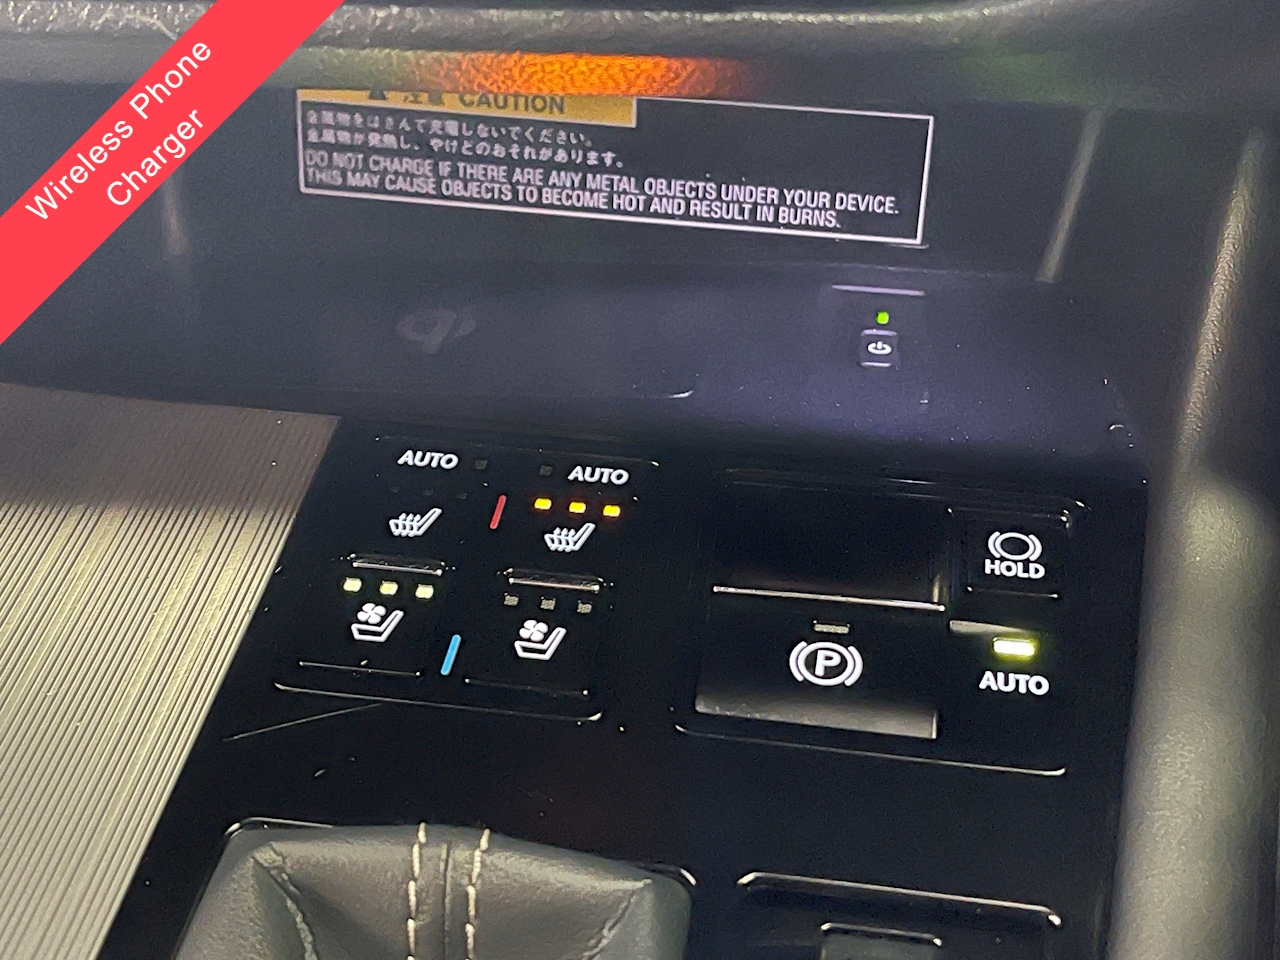 Wireless Phone
Charger
注意 CAUTION
金属物をはさんで充電しないでください。
金属物が発熱し、やけどのおそれがあります。
DO NOT CHARGE IF THERE ARE ANY METAL OBJECTS UNDER YOUR DEVICE.
THIS MAY CAUSE OBJECTS TO BECOME HOT AND RESULT IN BURNS.
AUTO
AUTO
HOLD
P
AUTO